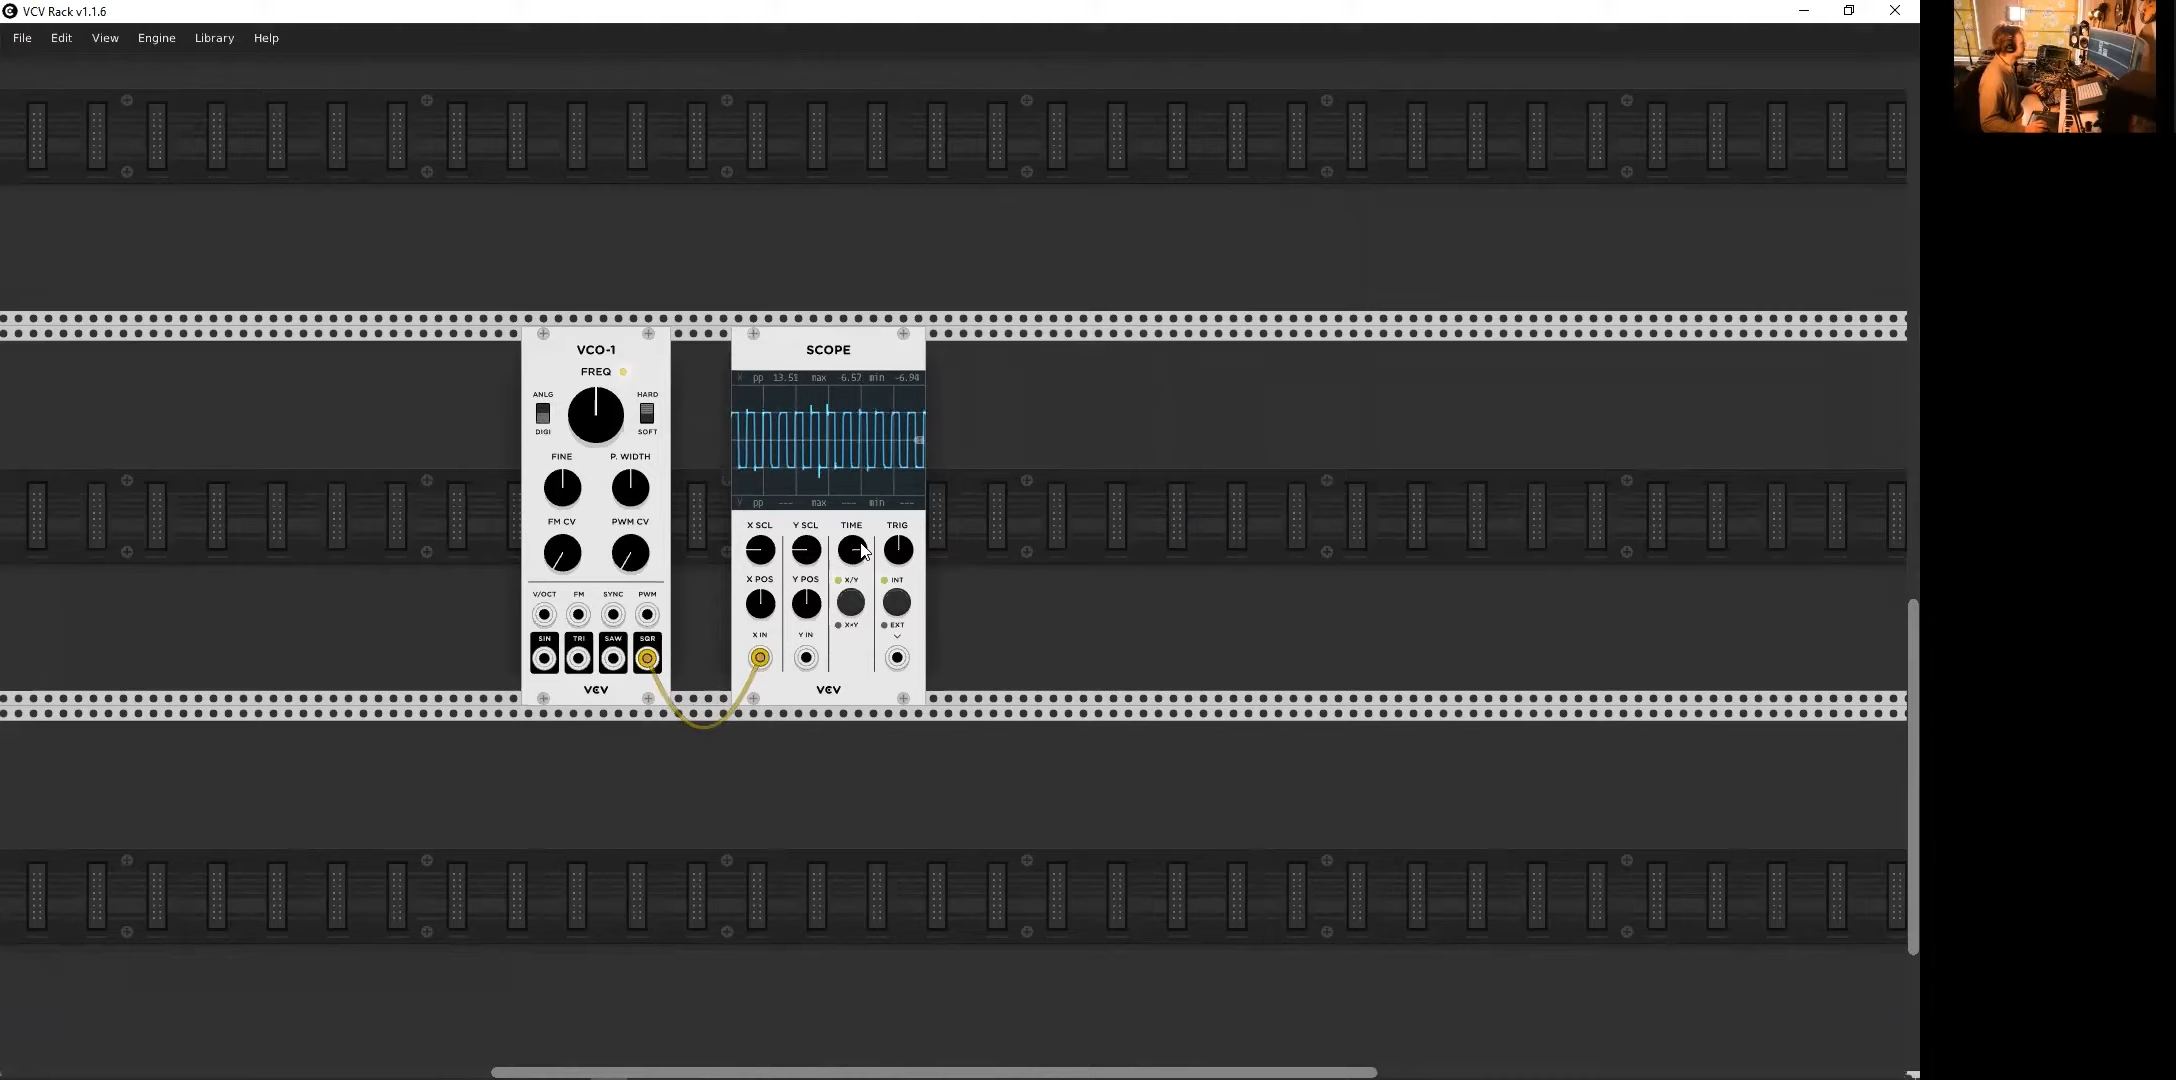 VCV Rack v1.1.6
File Edit View Engine Library Help
VCO-1
FREQ
ANLG
DIGI
HARD
SOFT
FINE P. WIDTH
FM CV PWM CV
V/OCT FM SYNC PWM
SIN TRI SAW SQR
VCV
SCOPE
X pp 13.51 max 6.57 min -6.94
Y pp --- max --- min ---
X SCL Y SCL TIME TRIG
X POS Y POS X/Y INT
X×Y EXT
X IN Y IN
VCV